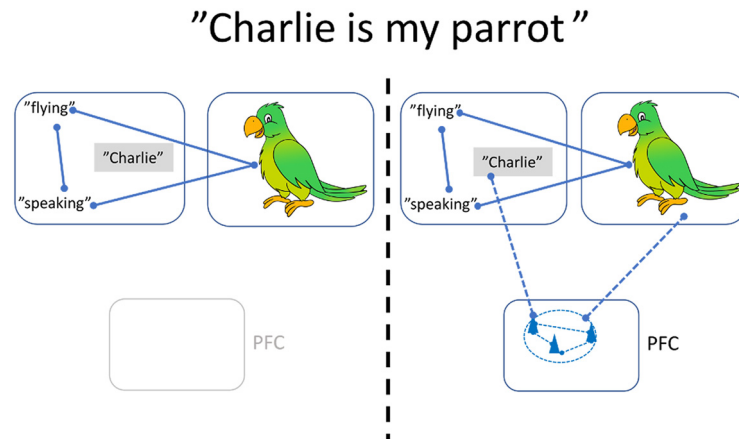 ”Charlie is my parrot”
”flying”
”Charlie”
”speaking”
PFC
”flying”
”Charlie”
”speaking”
PFC